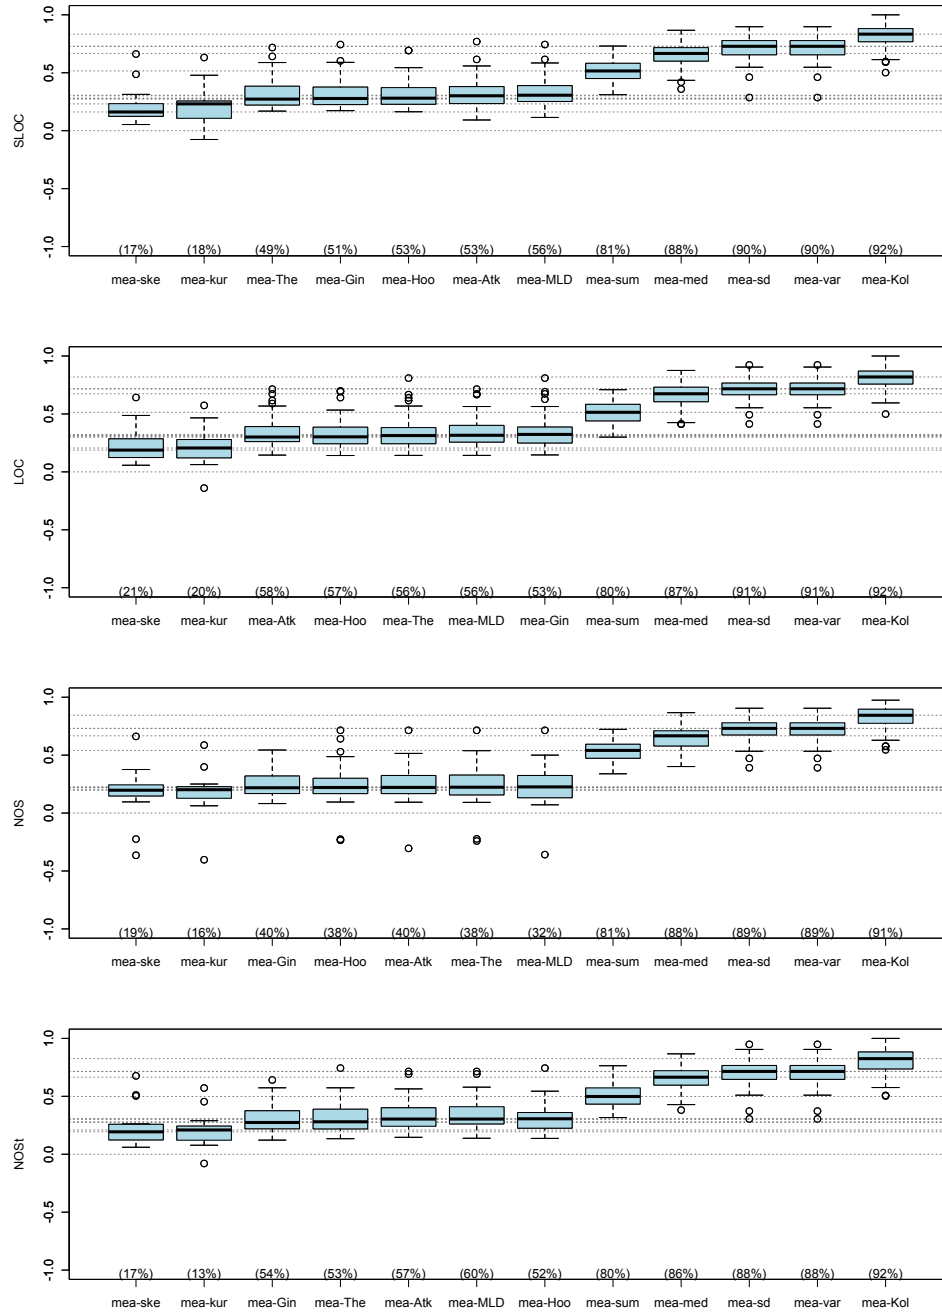 1.0
0.5
0.0
-0.5
-1.0
SLOC
(17%) (18%) (49%) (51%) (53%) (53%) (56%) (81%) (88%) (90%) (90%) (92%)
mea-ske mea-kur mea-The mea-Gin mea-Hoo mea-Atk mea-MLD mea-sum mea-med mea-sd mea-var mea-Kol
1.0
0.5
0.0
-0.5
-1.0
LOC
(21%) (20%) (58%) (57%) (56%) (56%) (53%) (80%) (87%) (91%) (91%) (92%)
mea-ske mea-kur mea-Atk mea-Hoo mea-The mea-MLD mea-Gin mea-sum mea-med mea-sd mea-var mea-Kol
1.0
0.5
0.0
-0.5
-1.0
NOS
(19%) (16%) (40%) (38%) (40%) (38%) (32%) (81%) (88%) (89%) (89%) (91%)
mea-ske mea-kur mea-Gin mea-Hoo mea-Atk mea-The mea-MLD mea-sum mea-med mea-sd mea-var mea-Kol
1.0
0.5
0.0
-0.5
-1.0
NOSt
(17%) (13%) (54%) (53%) (57%) (60%) (52%) (80%) (86%) (88%) (88%) (92%)
mea-ske mea-kur mea-Gin mea-The mea-Atk mea-MLD mea-Hoo mea-sum mea-med mea-sd mea-var mea-Kol